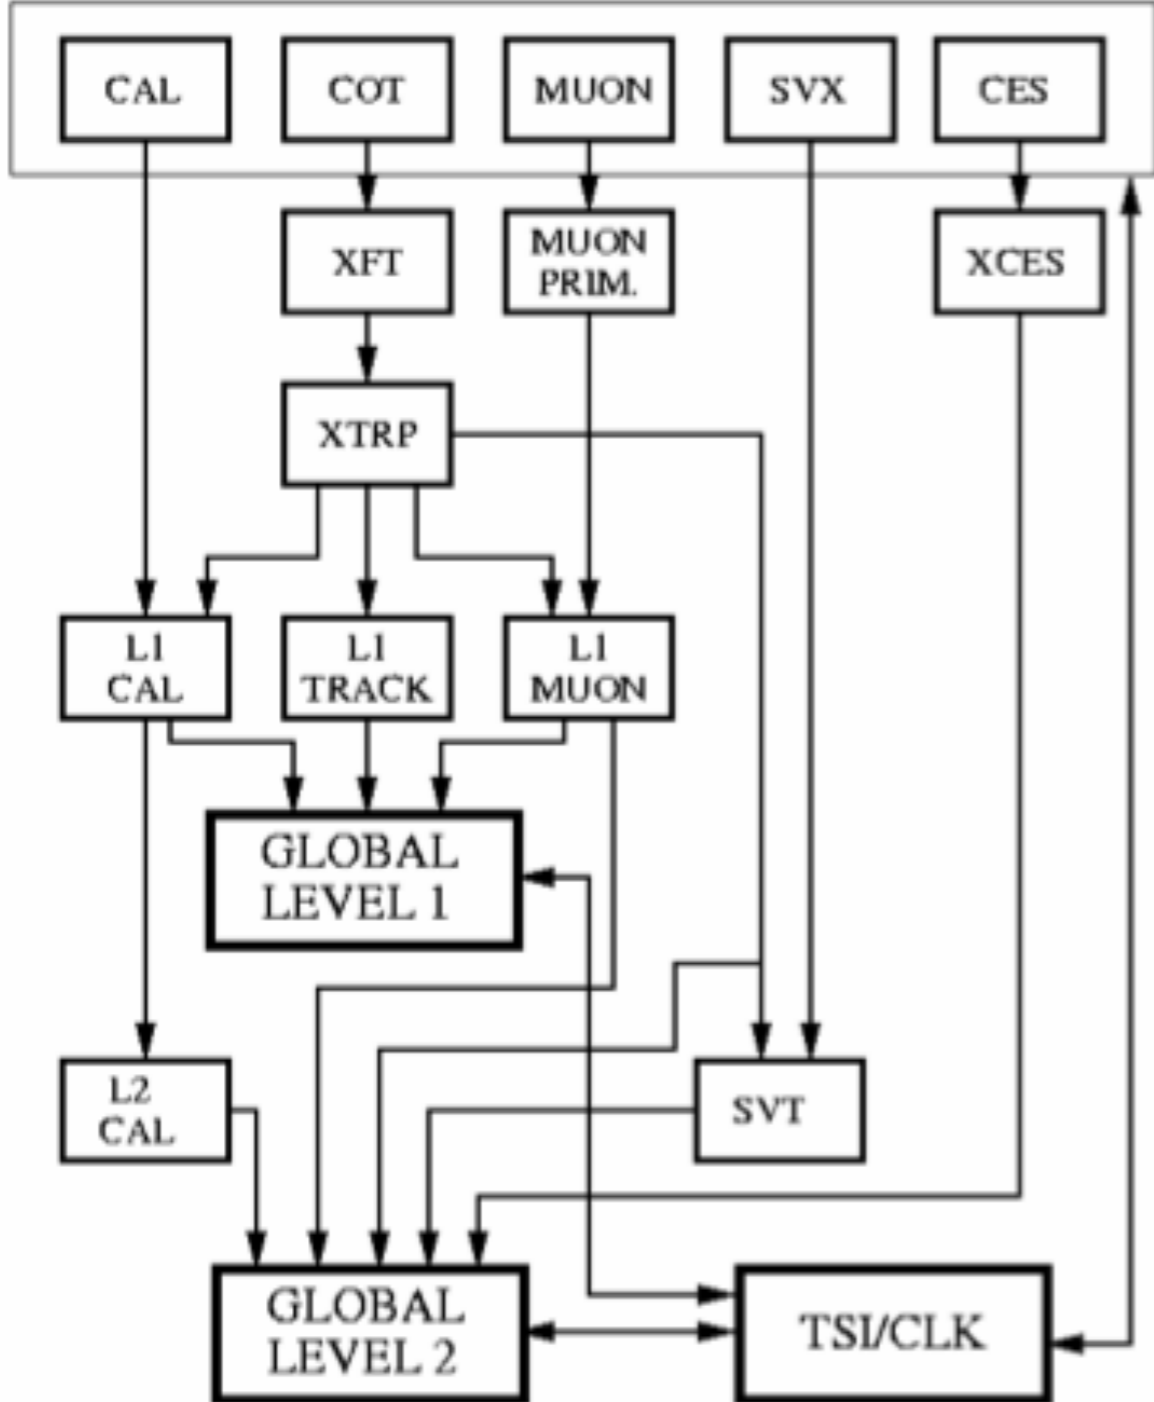 CAL
COT
MUON
SVX
CES
XFT
MUON
PRIM.
XCES
XTRP
L1
CAL
L1
TRACK
L1
MUON
GLOBAL
LEVEL 1
L2
CAL
SVT
GLOBAL
LEVEL 2
TSI/CLK